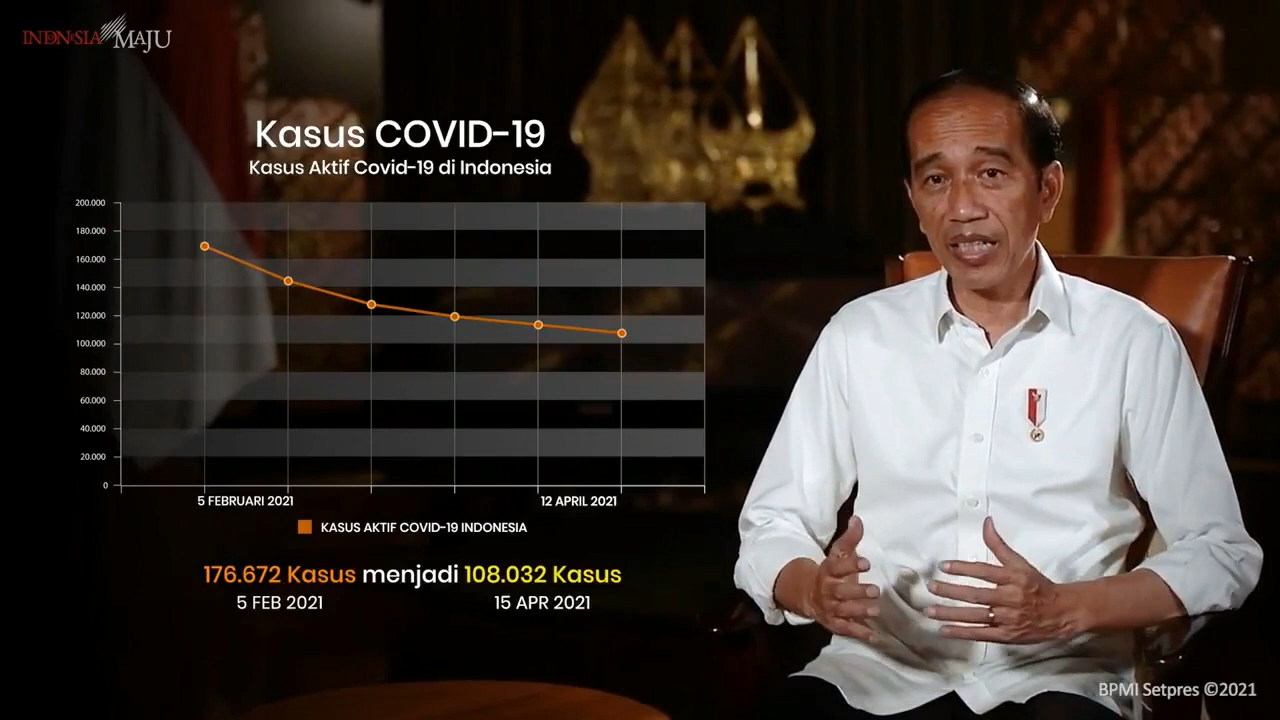 INDONESIA MAJU
Kasus COVID-19
Kasus Aktif Covid-19 di Indonesia
200.000
180.000
160.000
140.000
120.000
100.000
80.000
60.000
40.000
20.000
0
5 FEBRUARI 2021 12 APRIL 2021
KASUS AKTIF COVID-19 INDONESIA
176.672 Kasus menjadi 108.032 Kasus
5 FEB 2021 15 APR 2021
BPMI Setpres ©2021